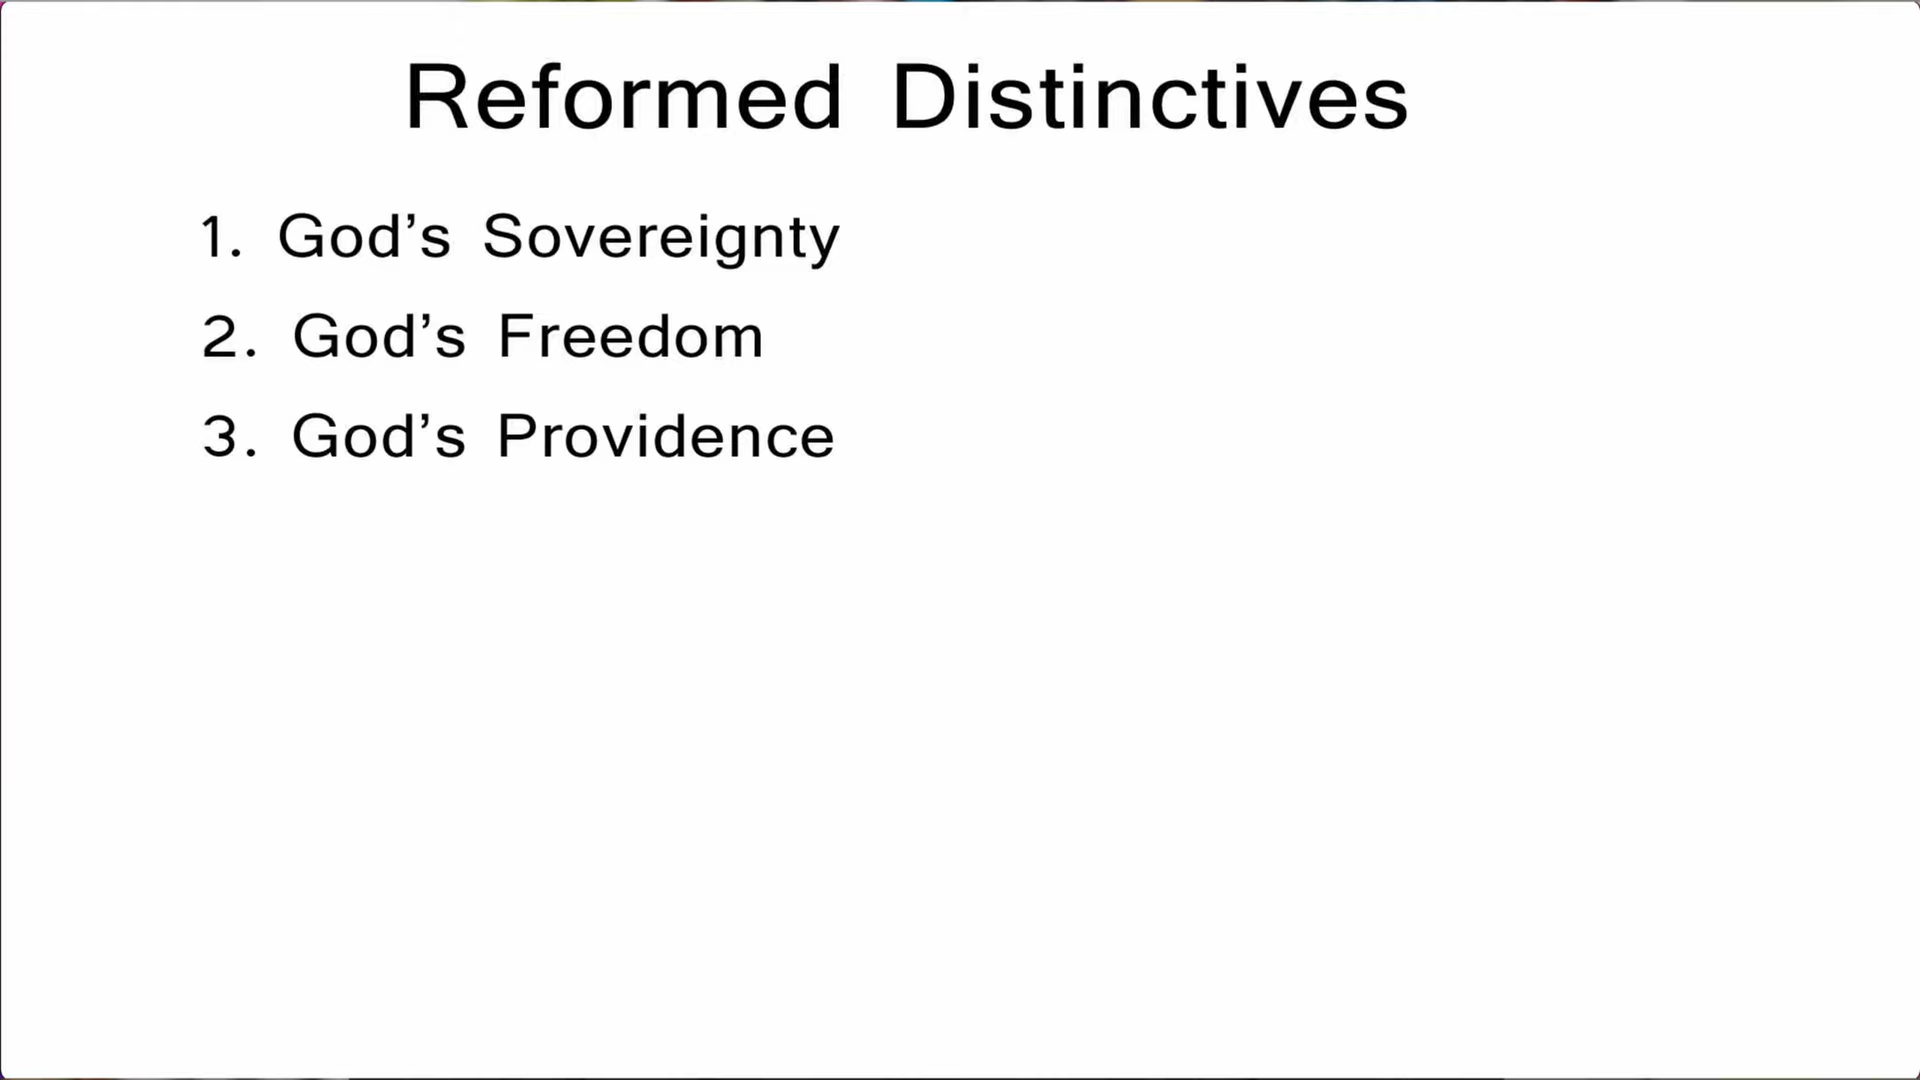 Reformed Distinctives
1. God’s Sovereignty
2. God’s Freedom
3. God’s Providence